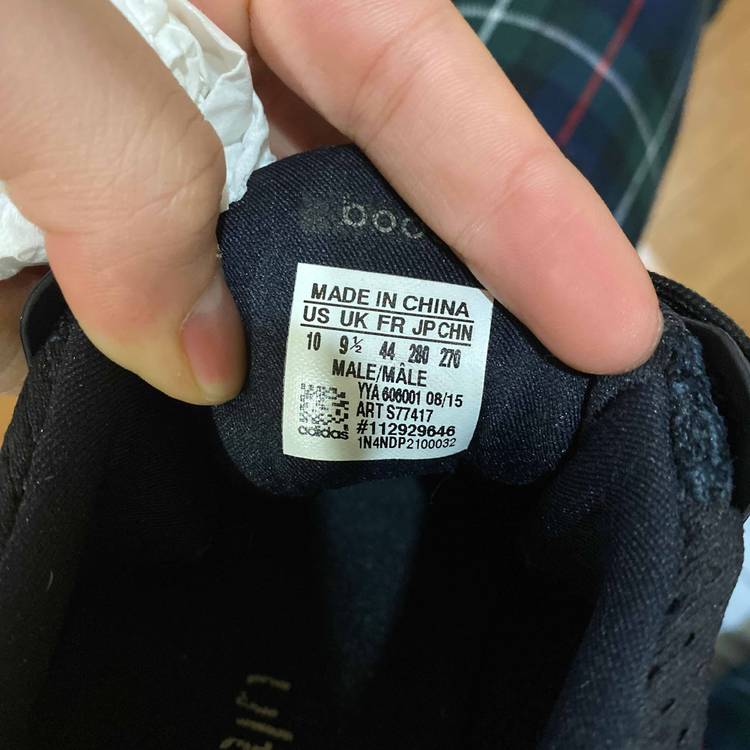 boo
MADE IN CHINA
US UK FR JP CHN
10 9½ 44 280 270
MALE/MÂLE
YYA 606001 08/15
ART S77417
#112929646
adidas 1N4NDP2100032